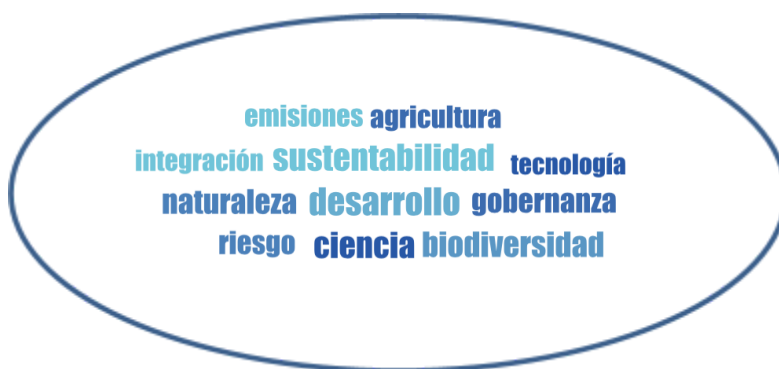 emisiones agricultura
integración sustentabilidad tecnología
naturaleza desarrollo gobernanza
riesgo ciencia biodiversidad